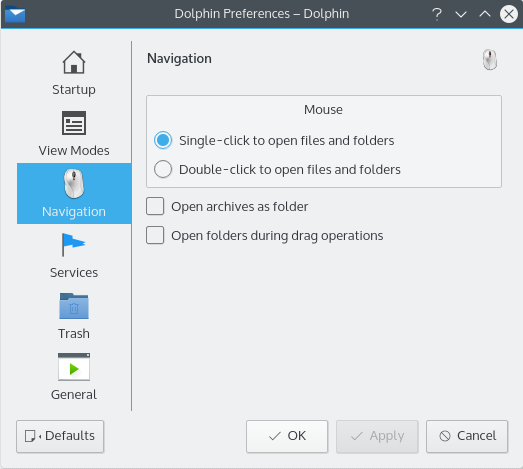 Dolphin Preferences – Dolphin
Startup
View Modes
Navigation
Services
Trash
General
Navigation
Mouse
Single-click to open files and folders
Double-click to open files and folders
Open archives as folder
Open folders during drag operations
Defaults
OK
Apply
Cancel